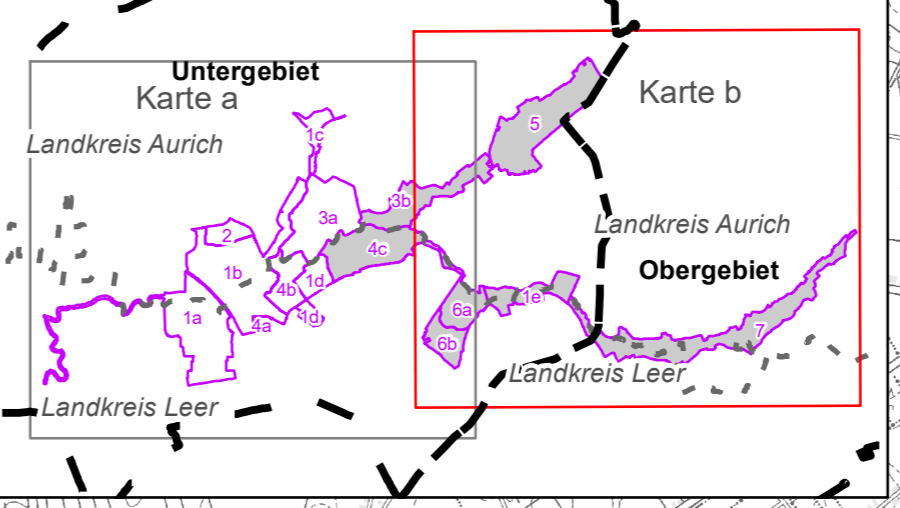 Untergebiet
Karte a
Karte b
Landkreis Aurich
1c
5
3b
3a
2
4c
Landkreis Aurich
1b
1d
Obergebiet
4b
1e
6a
1a
4a
1d
7
6b
Landkreis Leer
Landkreis Leer